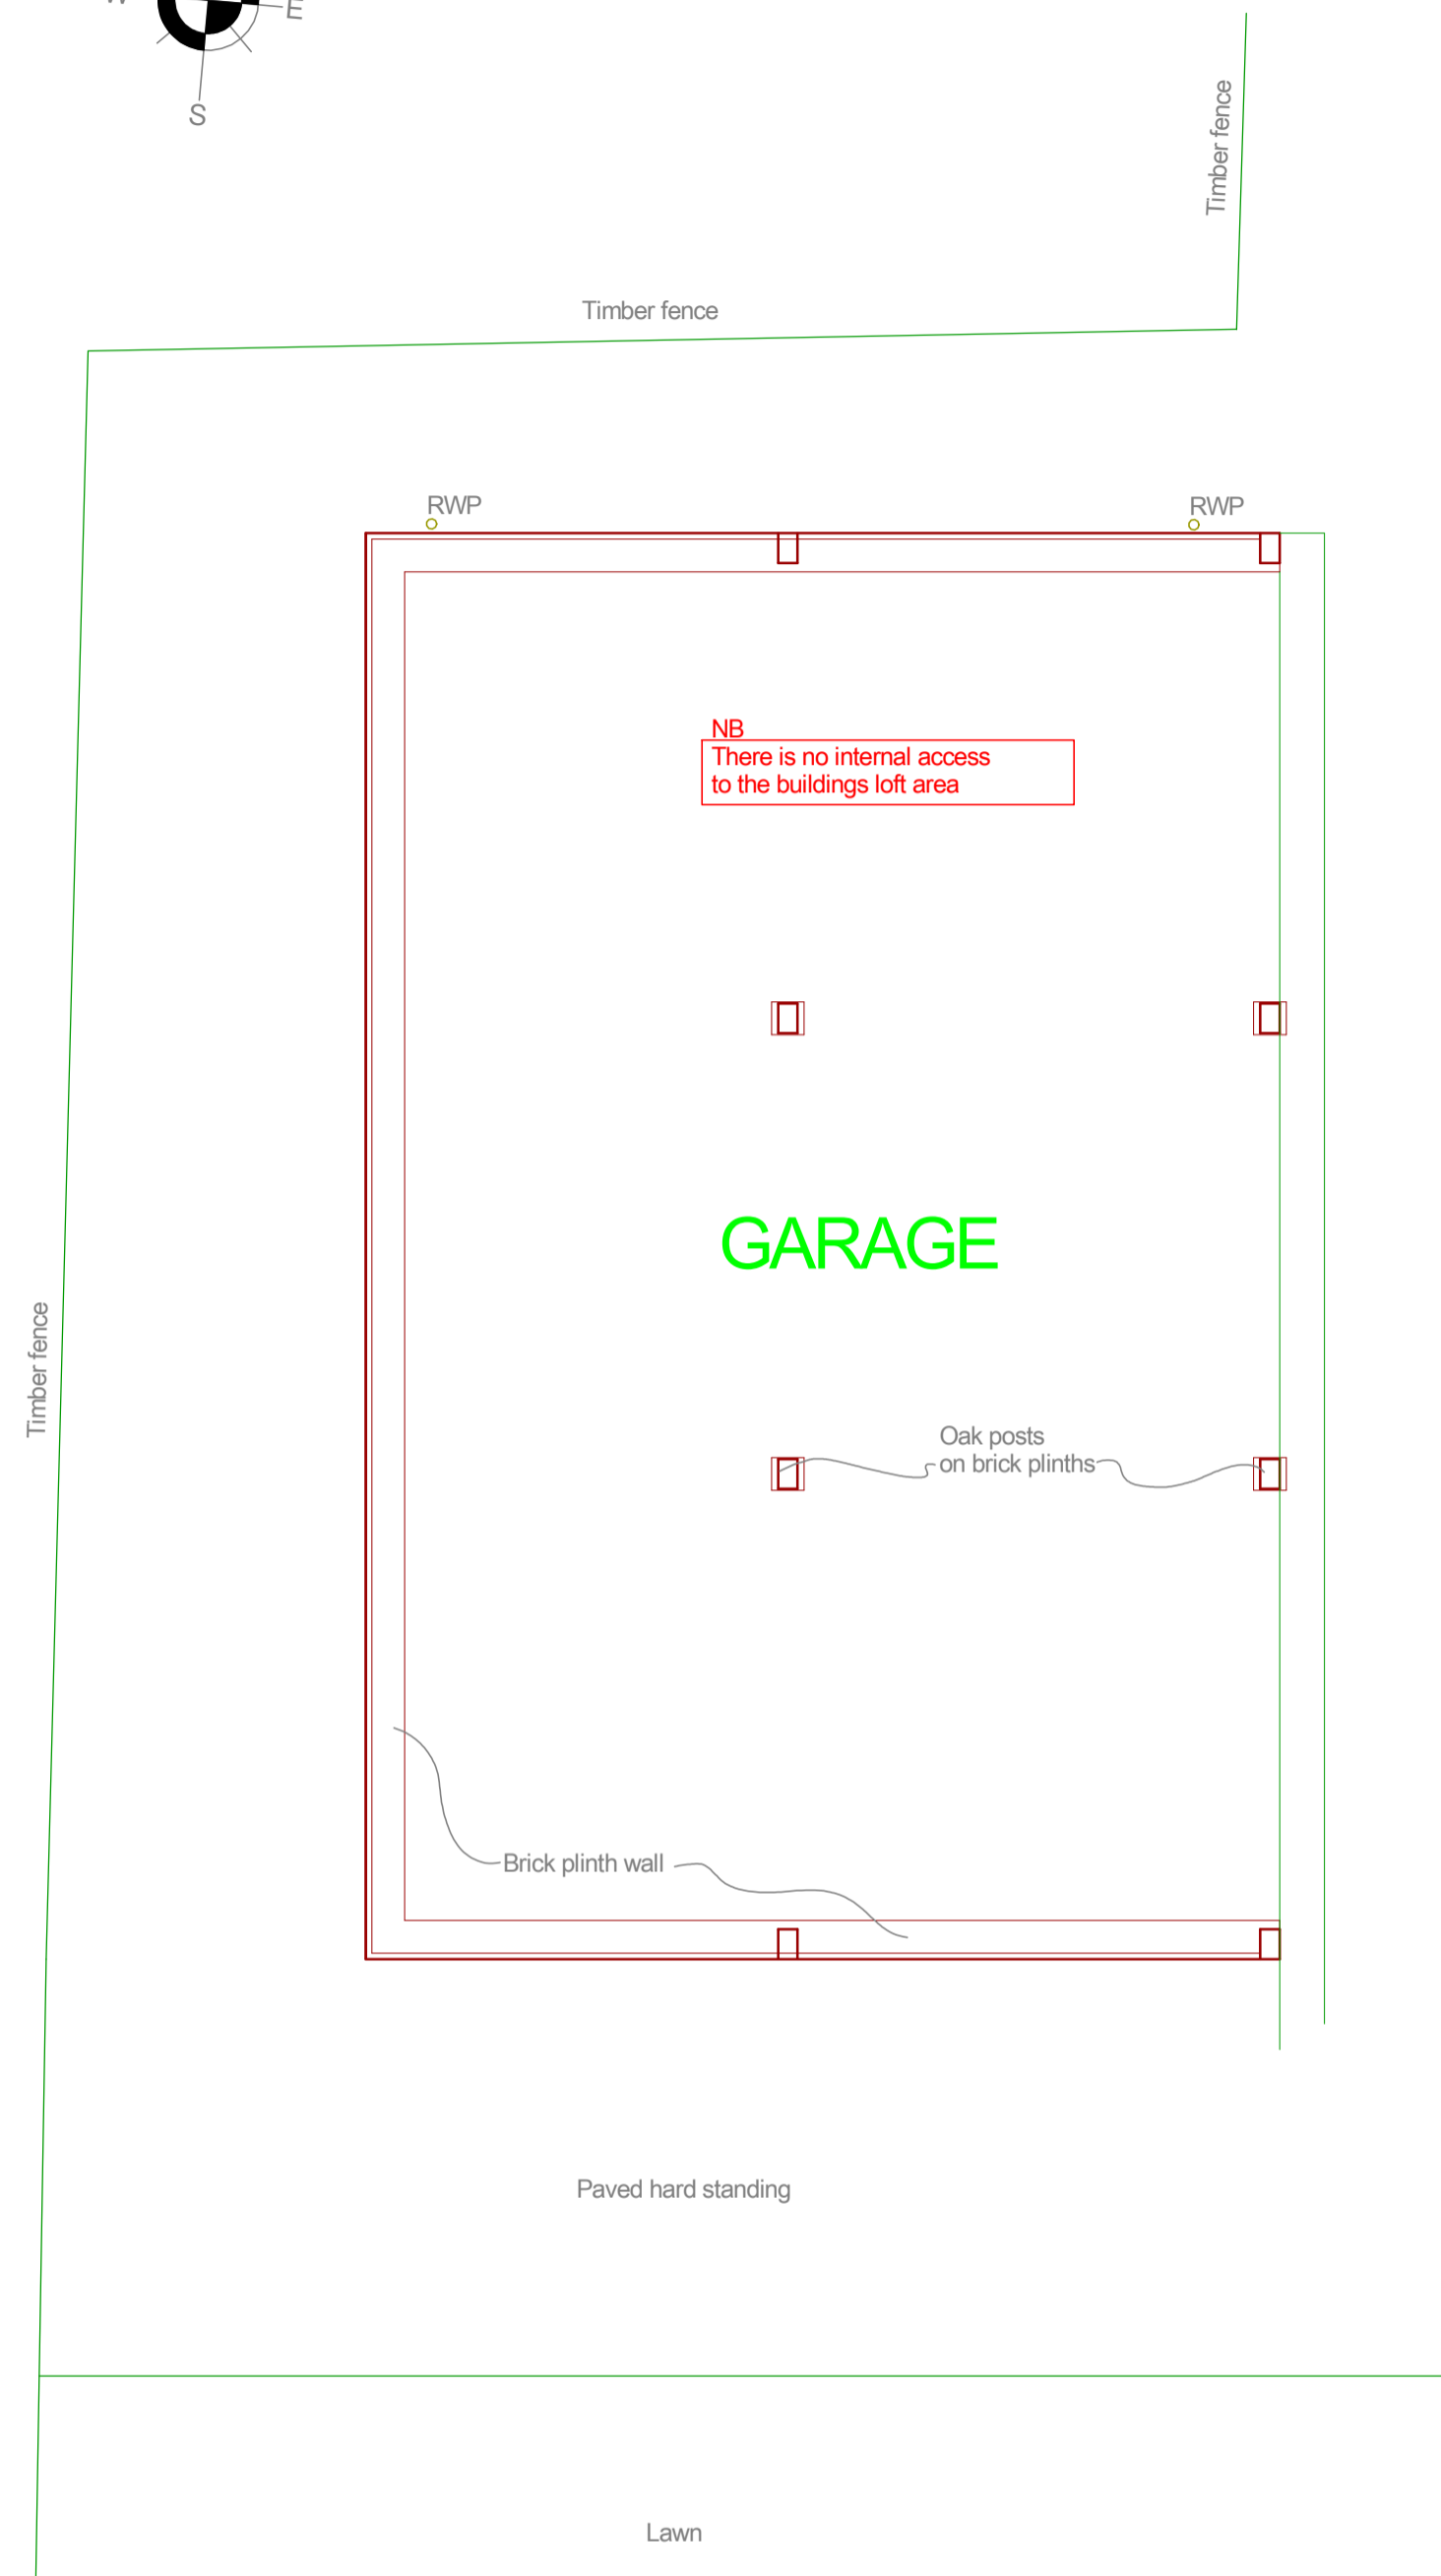 E
S
Timber fence
Timber fence
RWP
RWP
NB
There is no internal access
to the buildings loft area
GARAGE
Timber fence
Oak posts
on brick plinths
Brick plinth wall
Paved hard standing
Lawn